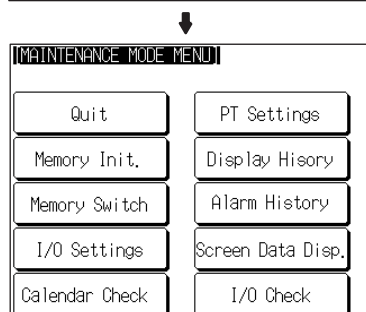 [MAINTENANCE MODE MENU]
Quit
PT Settings
Memory Init.
Display Hisory
Memory Switch
Alarm History
I/O Settings
Screen Data Disp.
Calendar Check
I/O Check